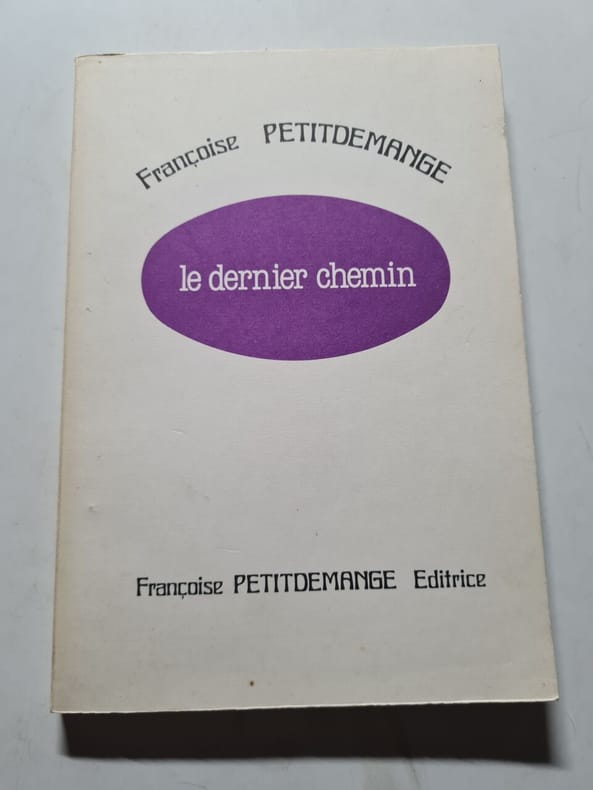 Françoise PETITDEMANGE
le dernier chemin
Françoise PETITDEMANGE Editrice